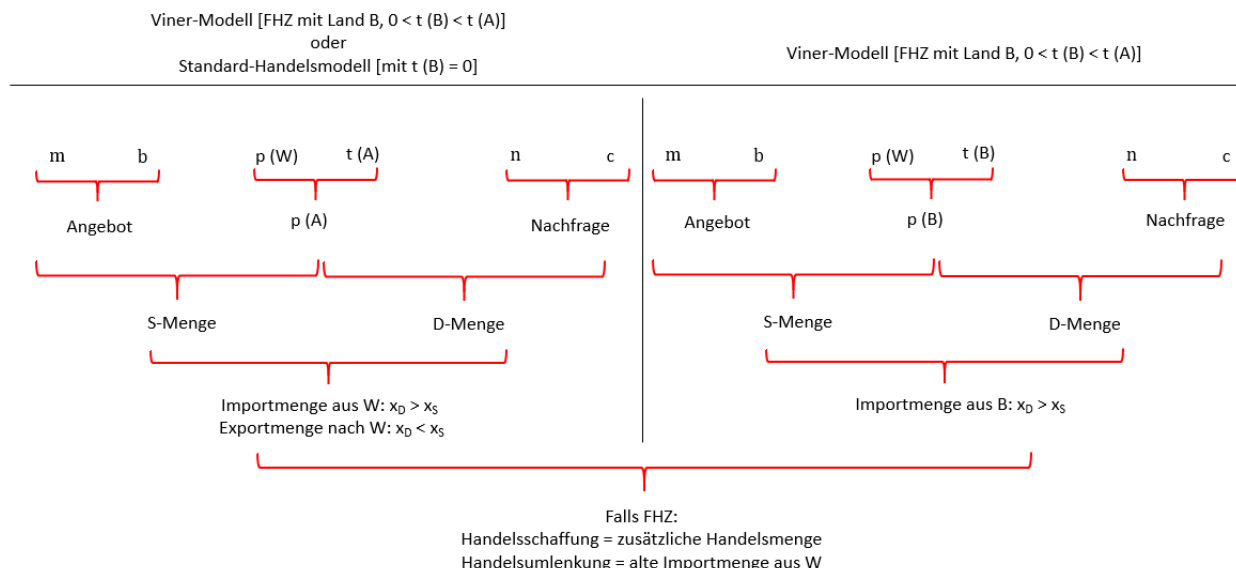 Viner-Modell [FHZ mit Land B, 0 < t (B) < t (A)]
oder
Standard-Handelsmodell [mit t (B) = 0]
Viner-Modell [FHZ mit Land B, 0 < t (B) < t (A)]
m b p (W) t (A) n c
m b p (W) t (B) n c
Angebot p (A) Nachfrage
Angebot p (B) Nachfrage
S-Menge D-Menge
S-Menge D-Menge
Importmenge aus W: xD > xS
Exportmenge nach W: xD < xS
Importmenge aus B: xD > xS
Falls FHZ:
Handelsschaffung = zusätzliche Handelsmenge
Handelsumlenkung = alte Importmenge aus W